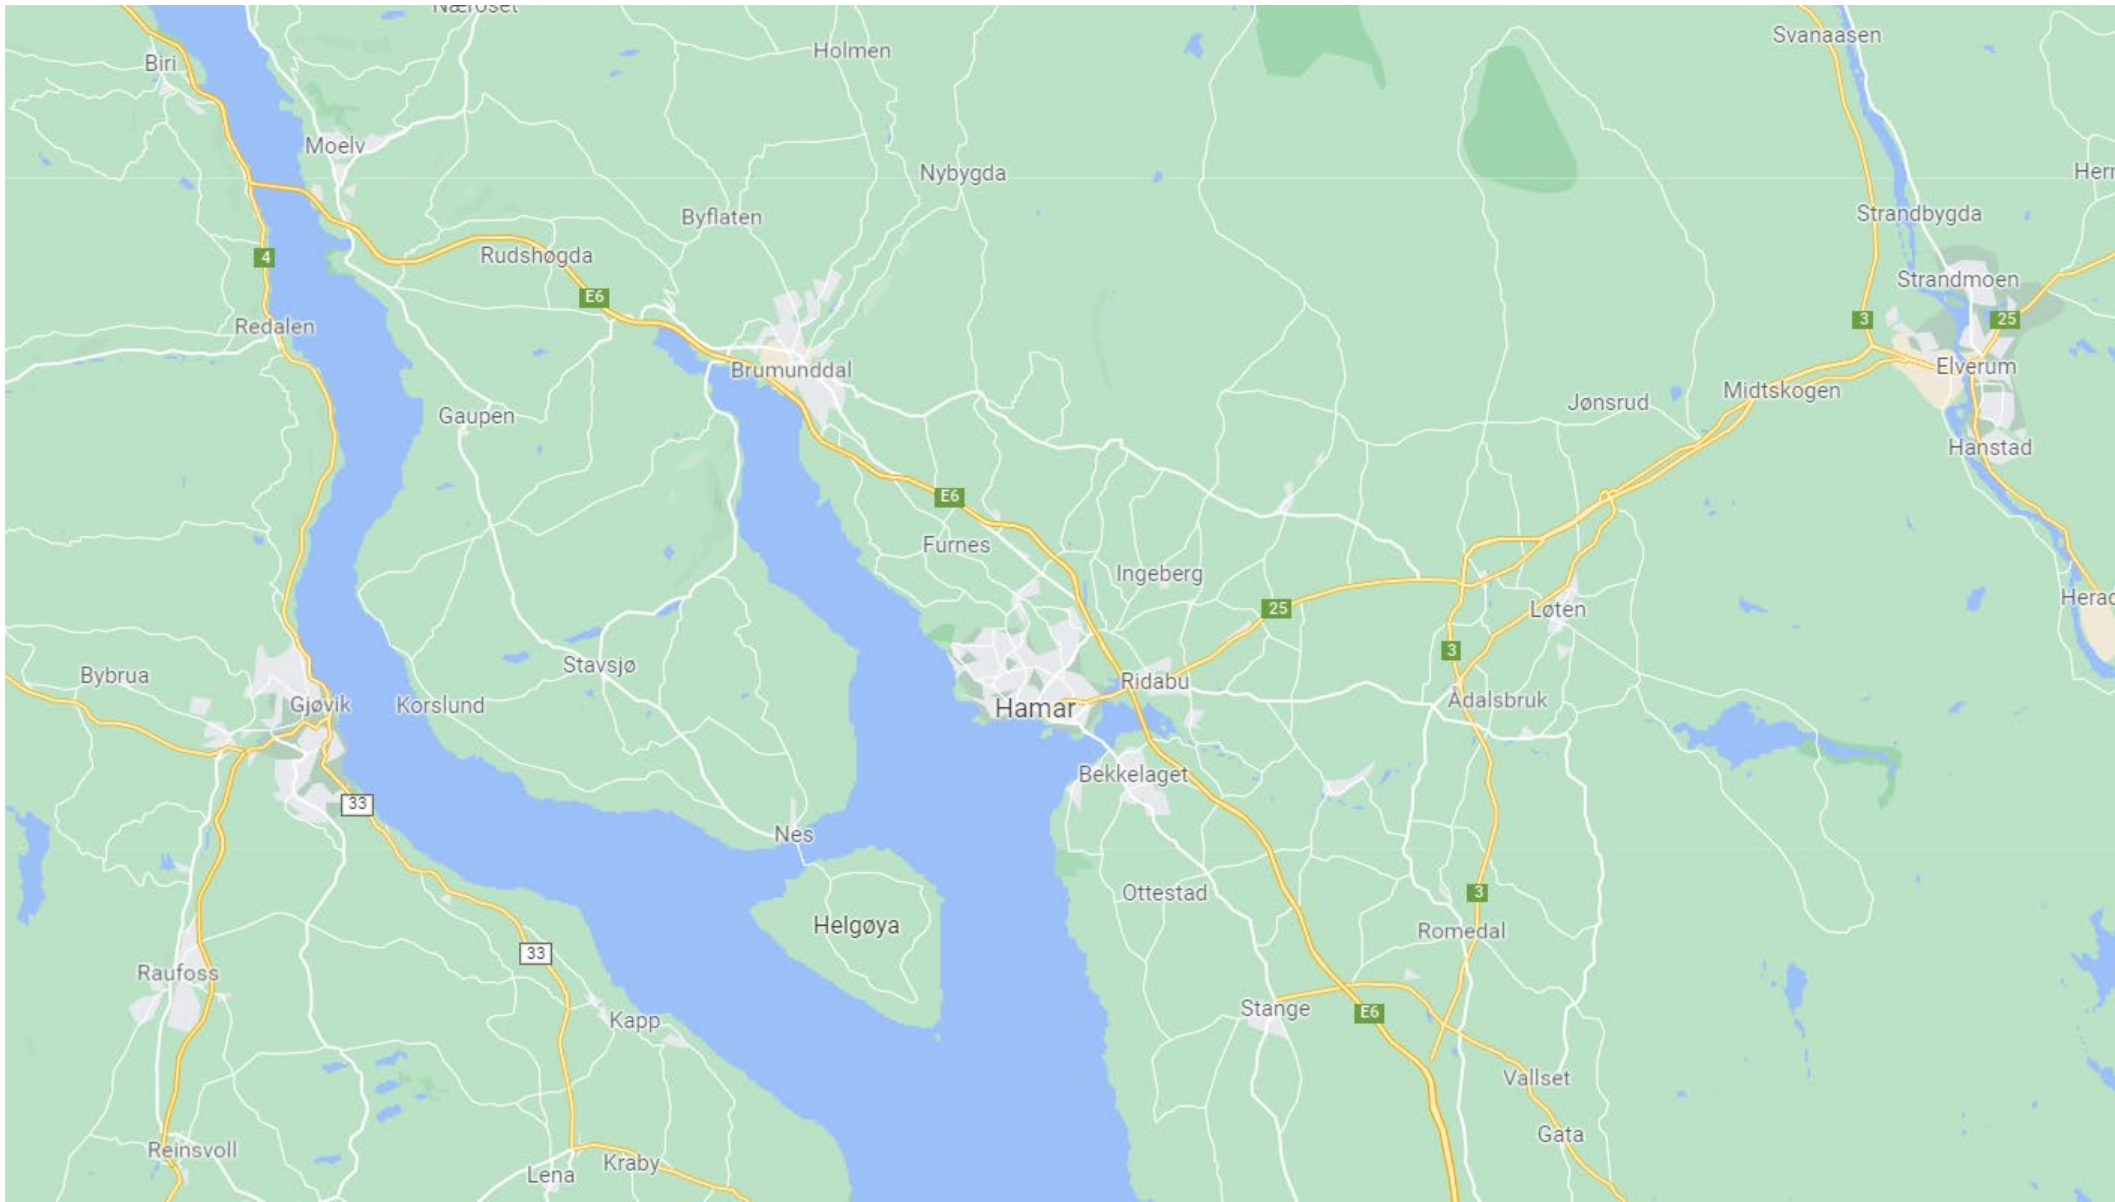 Næroset
Svanaasen
Holmen
Biri
Moelv
Nybygda
Byflaten
Strandbygda
Rudshøgda
4
E6
Strandmoen
Redalen
3
25
Brumunddal
Elverum
Midtskogen
Jønsrud
Gaupen
Hanstad
E6
Furnes
Ingeberg
25
Løten
3
Stavsjø
Bybrua
Ridabu
Korslund
Gjøvik
Hamar
Ådalsbruk
Bekkelaget
33
Nes
Ottestad
3
Helgøya
Romedal
33
Raufoss
Stange
E6
Kapp
Vallset
Gata
Reinsvoll
Kraby
Lena